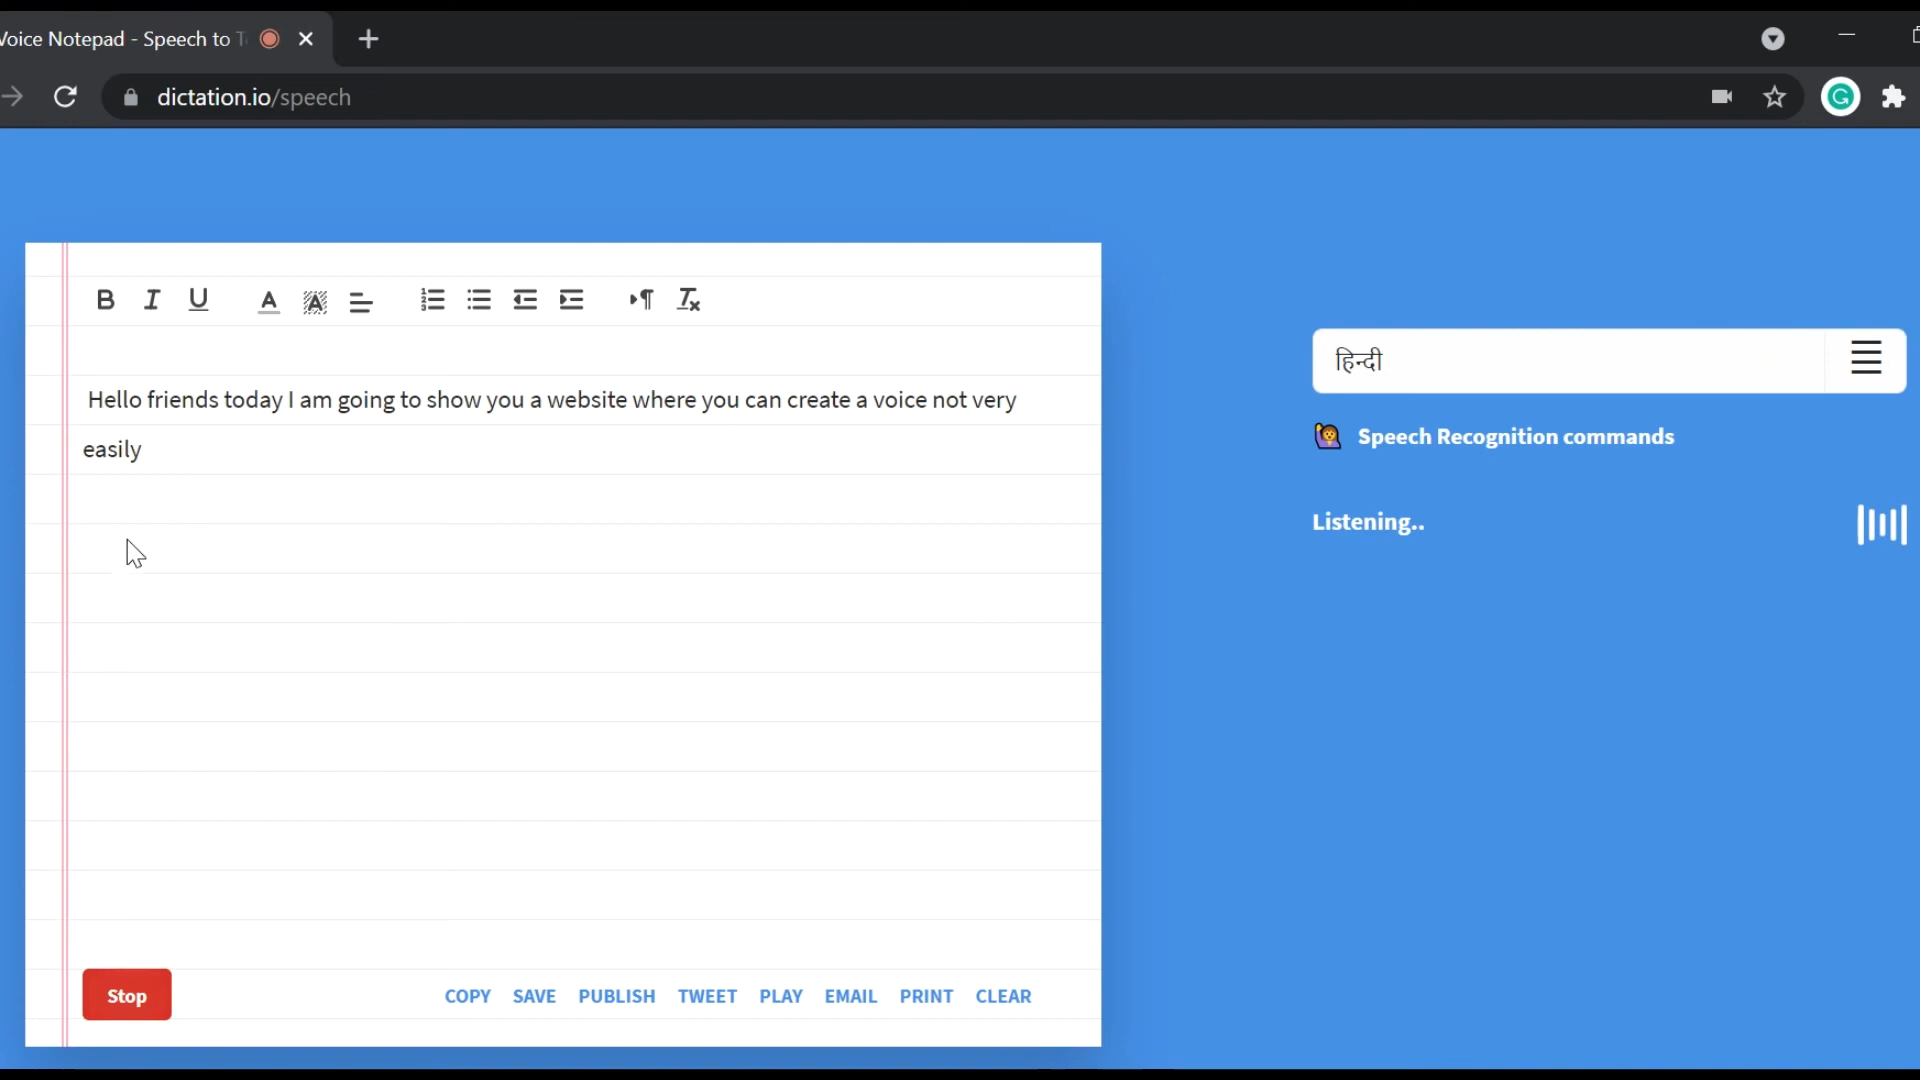 Voice Notepad - Speech to T
dictation.io/speech
Hello friends today I am going to show you a website where you can create a voice not very
easily
हिन्दी
Speech Recognition commands
Listening..
Stop
COPY SAVE PUBLISH TWEET PLAY EMAIL PRINT CLEAR